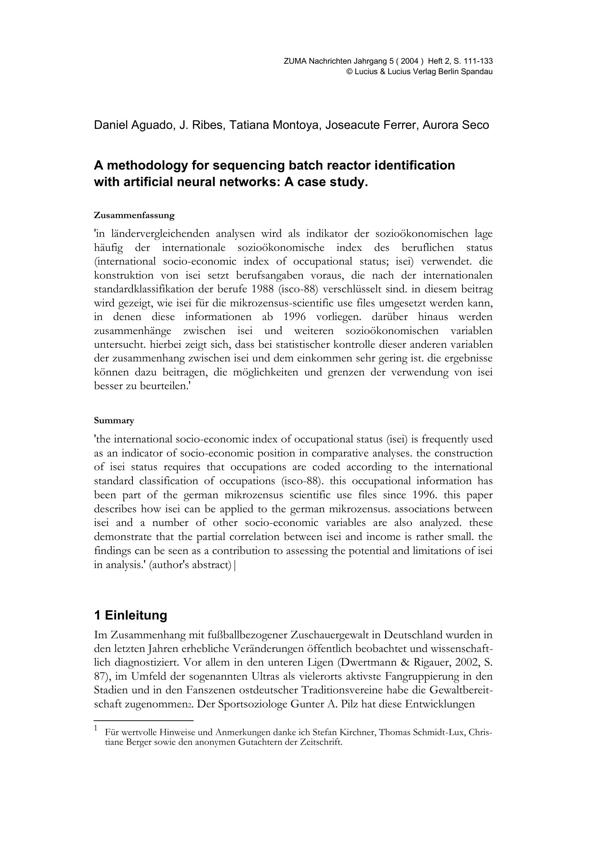 ZUMA Nachrichten Jahrgang 5 ( 2004 ) Heft 2, S. 111-133
© Lucius & Lucius Verlag Berlin Spandau
Daniel Aguado, J. Ribes, Tatiana Montoya, Joseacute Ferrer, Aurora Seco
A methodology for sequencing batch reactor identification
with artificial neural networks: A case study.
Zusammenfassung
'in ländervergleichenden analysen wird als indikator der sozioökonomischen lage
häufig der internationale sozioökonomische index des beruflichen status
(international socio-economic index of occupational status; isei) verwendet. die
konstruktion von isei setzt berufsangaben voraus, die nach der internationalen
standardklassifikation der berufe 1988 (isco-88) verschlüsselt sind. in diesem beitrag
wird gezeigt, wie isei für die mikrozensus-scientific use files umgesetzt werden kann,
in denen diese informationen ab 1996 vorliegen. darüber hinaus werden
zusammenhänge zwischen isei und weiteren sozioökonomischen variablen
untersucht. hierbei zeigt sich, dass bei statistischer kontrolle dieser anderen variablen
der zusammenhang zwischen isei und dem einkommen sehr gering ist. die ergebnisse
können dazu beitragen, die möglichkeiten und grenzen der verwendung von isei
besser zu beurteilen.'
Summary
'the international socio-economic index of occupational status (isei) is frequently used
as an indicator of socio-economic position in comparative analyses. the construction
of isei status requires that occupations are coded according to the international
standard classification of occupations (isco-88). this occupational information has
been part of the german mikrozensus scientific use files since 1996. this paper
describes how isei can be applied to the german mikrozensus. associations between
isei and a number of other socio-economic variables are also analyzed. these
demonstrate that the partial correlation between isei and income is rather small. the
findings can be seen as a contribution to assessing the potential and limitations of isei
in analysis.' (author's abstract)|
1 Einleitung
Im Zusammenhang mit fußballbezogener Zuschauergewalt in Deutschland wurden in
den letzten Jahren erhebliche Veränderungen öffentlich beobachtet und wissenschaft-
lich diagnostiziert. Vor allem in den unteren Ligen (Dwertmann & Rigauer, 2002, S.
87), im Umfeld der sogenannten Ultras als vielerorts aktivste Fangruppierung in den
Stadien und in den Fanszenen ostdeutscher Traditionsvereine habe die Gewaltbereit-
schaft zugenommen2. Der Sportsoziologe Gunter A. Pilz hat diese Entwicklungen
1 Für wertvolle Hinweise und Anmerkungen danke ich Stefan Kirchner, Thomas Schmidt-Lux, Chris-
tiane Berger sowie den anonymen Gutachtern der Zeitschrift.